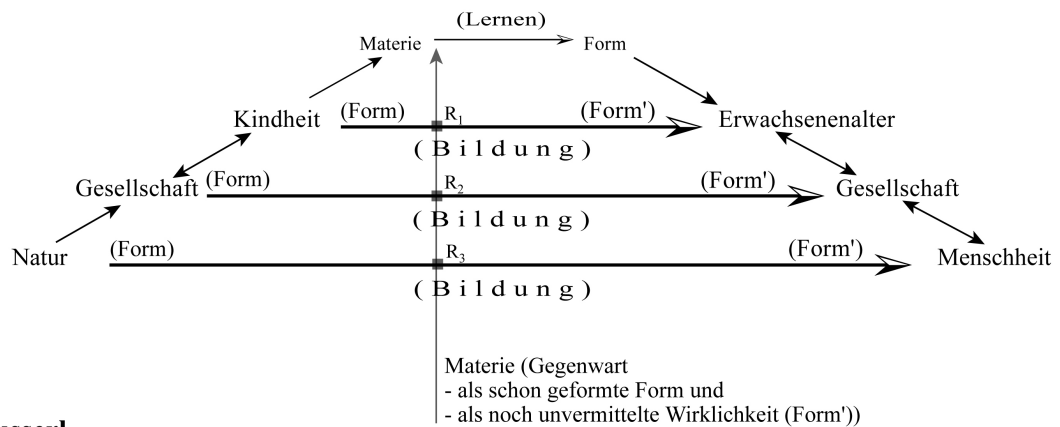 (Lernen)
Materie Form
(Form) R1 (Form')
Kindheit Erwachsenenalter
(Bildung)
Gesellschaft (Form) R2 (Form') Gesellschaft
(Bildung)
(Form) R3 (Form')
Natur Menschheit
(Bildung)
Materie (Gegenwart
- als schon geformte Form und
- als noch unvermittelte Wirklichkeit (Form'))